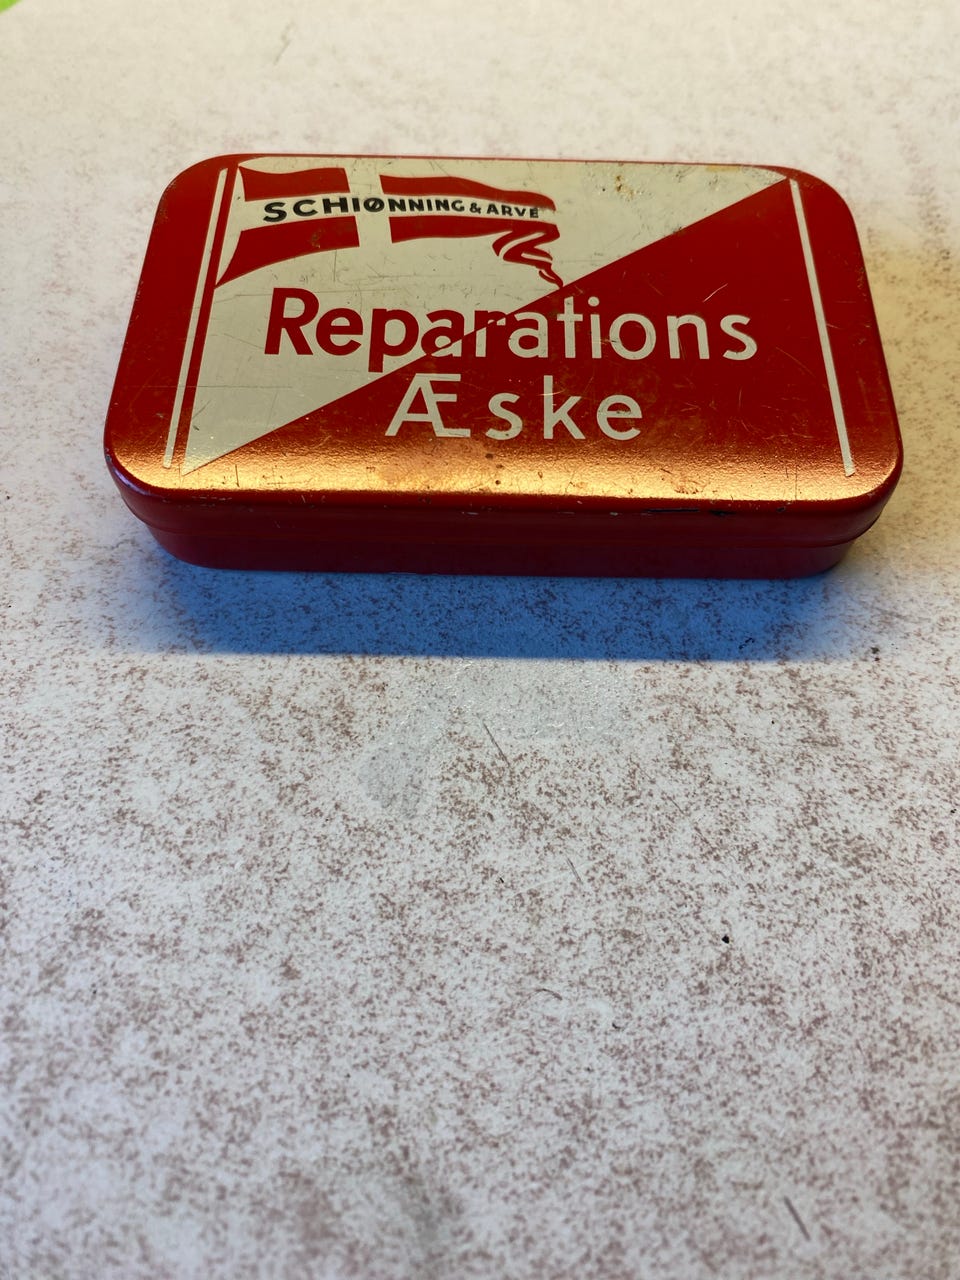 SCHIØNNING & ARVE
Reparations
Æske